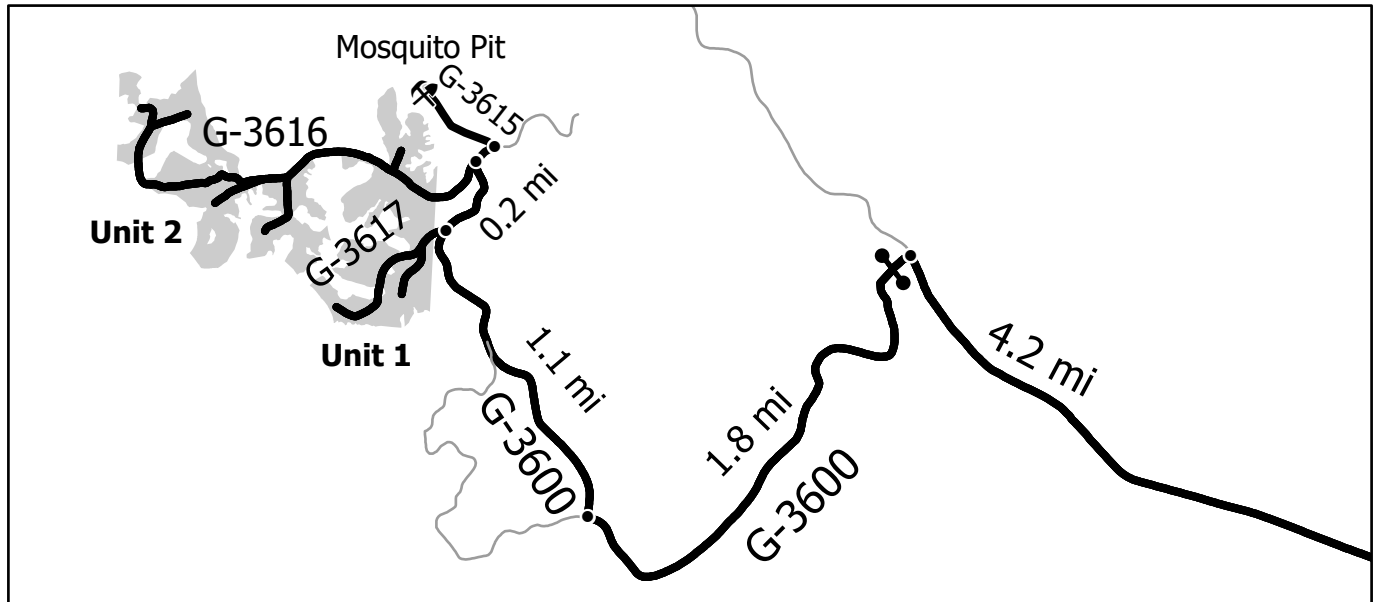 Mosquito Pit
G-3615
G-3616
0.2 mi
Unit 2
G-3617
Unit 1
1.1 mi
4.2 mi
G-3600
1.8 mi
G-3600